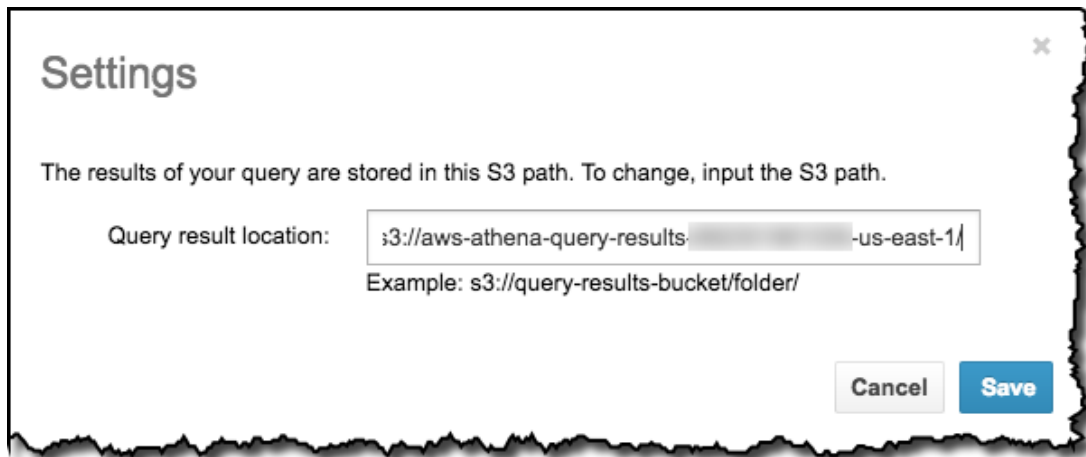 Settings
The results of your query are stored in this S3 path. To change, input the S3 path.
Query result location: s3://aws-athena-query-results- -us-east-1/
Example: s3://query-results-bucket/folder/
Cancel Save